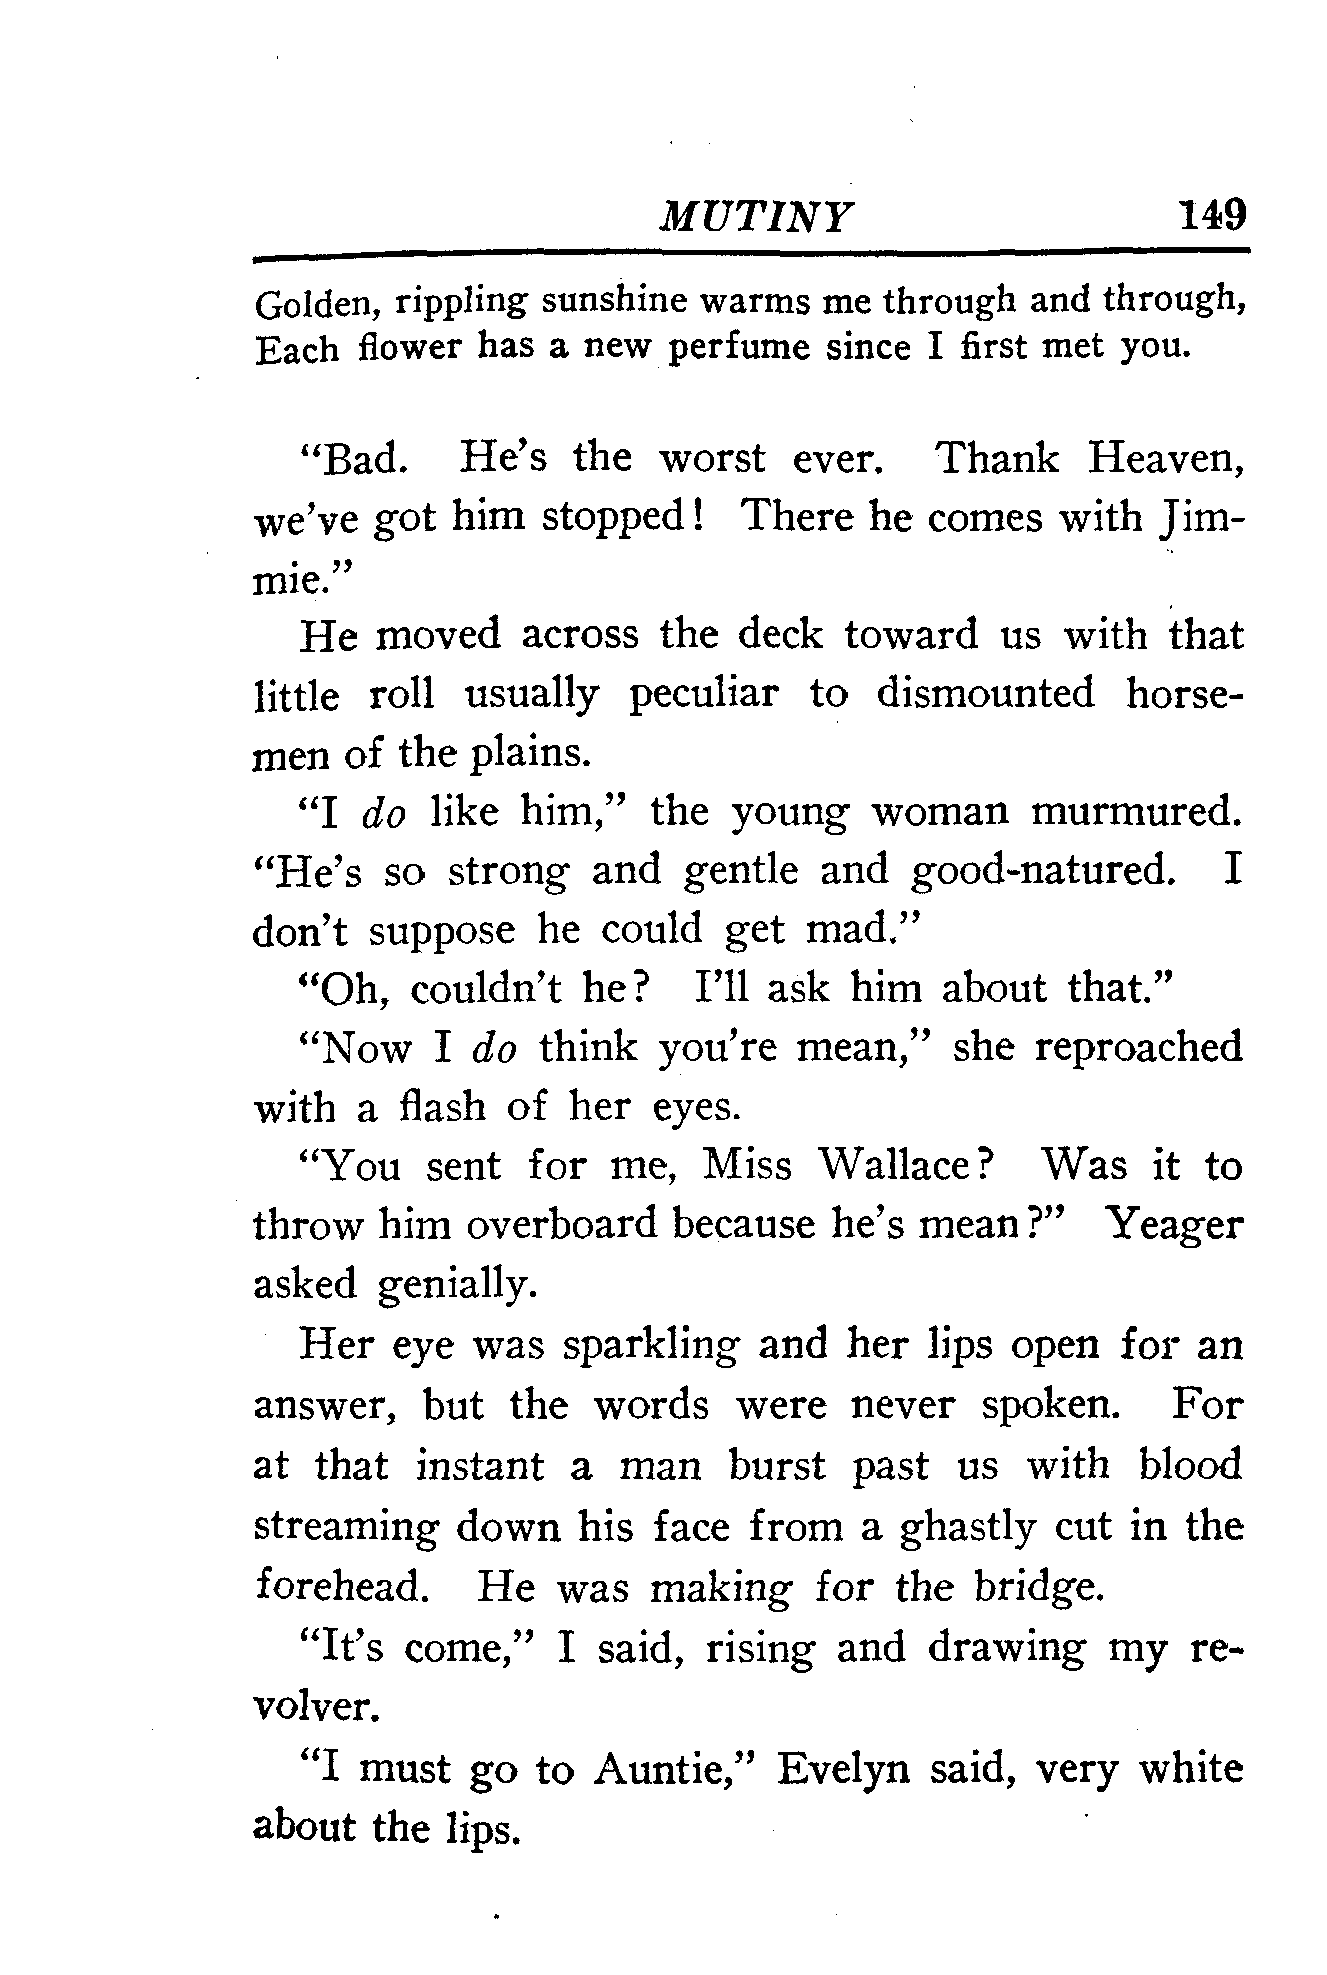 MUTINY 149
Golden, rippling sunshine warms me through and through,
Each flower has a new perfume since I first met you.
“Bad. He’s the worst ever. Thank Heaven,
we’ve got him stopped! There he comes with Jim-
mie.”
He moved across the deck toward us with that
little roll usually peculiar to dismounted horse-
men of the plains.
“I do like him,” the young woman murmured.
“He’s so strong and gentle and good-natured. I
don’t suppose he could get mad.”
“Oh, couldn’t he? I’ll ask him about that.”
“Now I do think you’re mean,” she reproached
with a flash of her eyes.
“You sent for me, Miss Wallace? Was it to
throw him overboard because he’s mean?” Yeager
asked genially.
Her eye was sparkling and her lips open for an
answer, but the words were never spoken. For
at that instant a man burst past us with blood
streaming down his face from a ghastly cut in the
forehead. He was making for the bridge.
“It’s come,” I said, rising and drawing my re-
volver.
“I must go to Auntie,” Evelyn said, very white
about the lips.